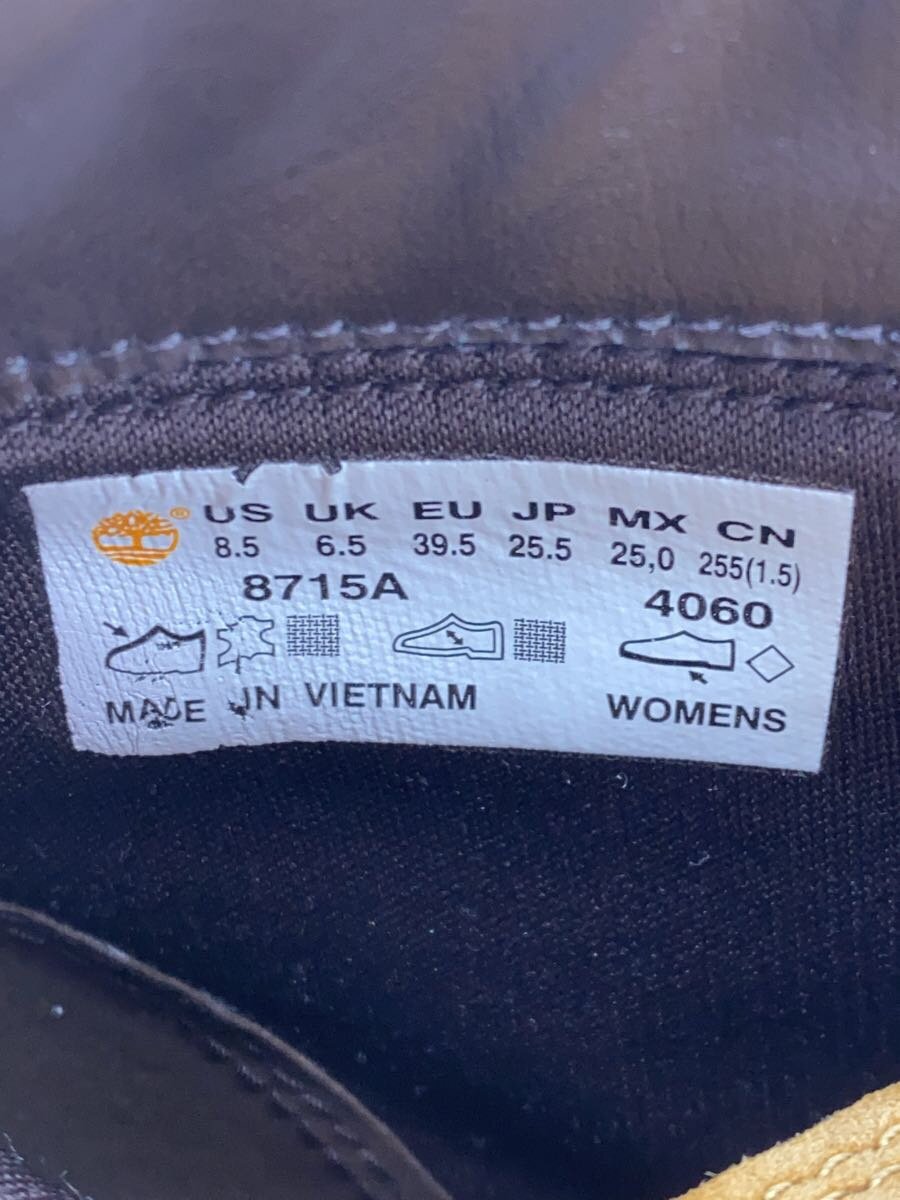 ® US UK EU JP MX CN
8.5 6.5 39.5 25.5 25,0 255(1.5)
8715A 4060
MADE IN VIETNAM WOMENS